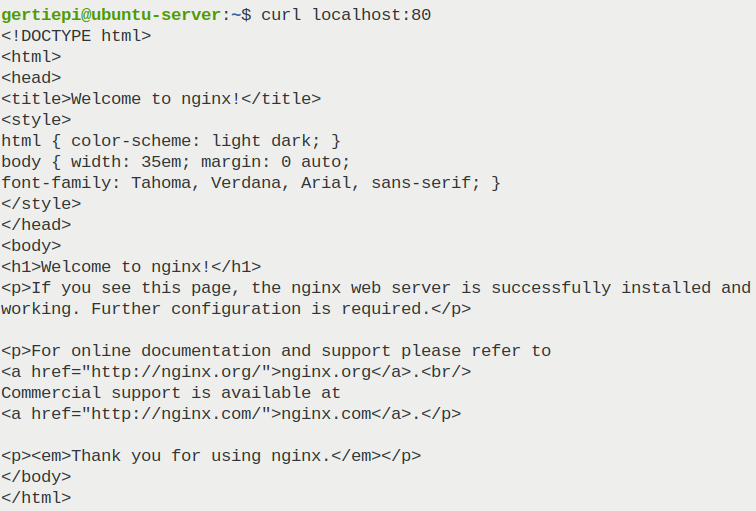 gertiepi@ubuntu-server:~$ curl localhost:80
<!DOCTYPE html>
<html>
<head>
<title>Welcome to nginx!</title>
<style>
html { color-scheme: light dark; }
body { width: 35em; margin: 0 auto;
font-family: Tahoma, Verdana, Arial, sans-serif; }
</style>
</head>
<body>
<h1>Welcome to nginx!</h1>
<p>If you see this page, the nginx web server is successfully installed and
working. Further configuration is required.</p>

<p>For online documentation and support please refer to
<a href="http://nginx.org/">nginx.org</a>.<br/>
Commercial support is available at
<a href="http://nginx.com/">nginx.com</a>.</p>

<p><em>Thank you for using nginx.</em></p>
</body>
</html>